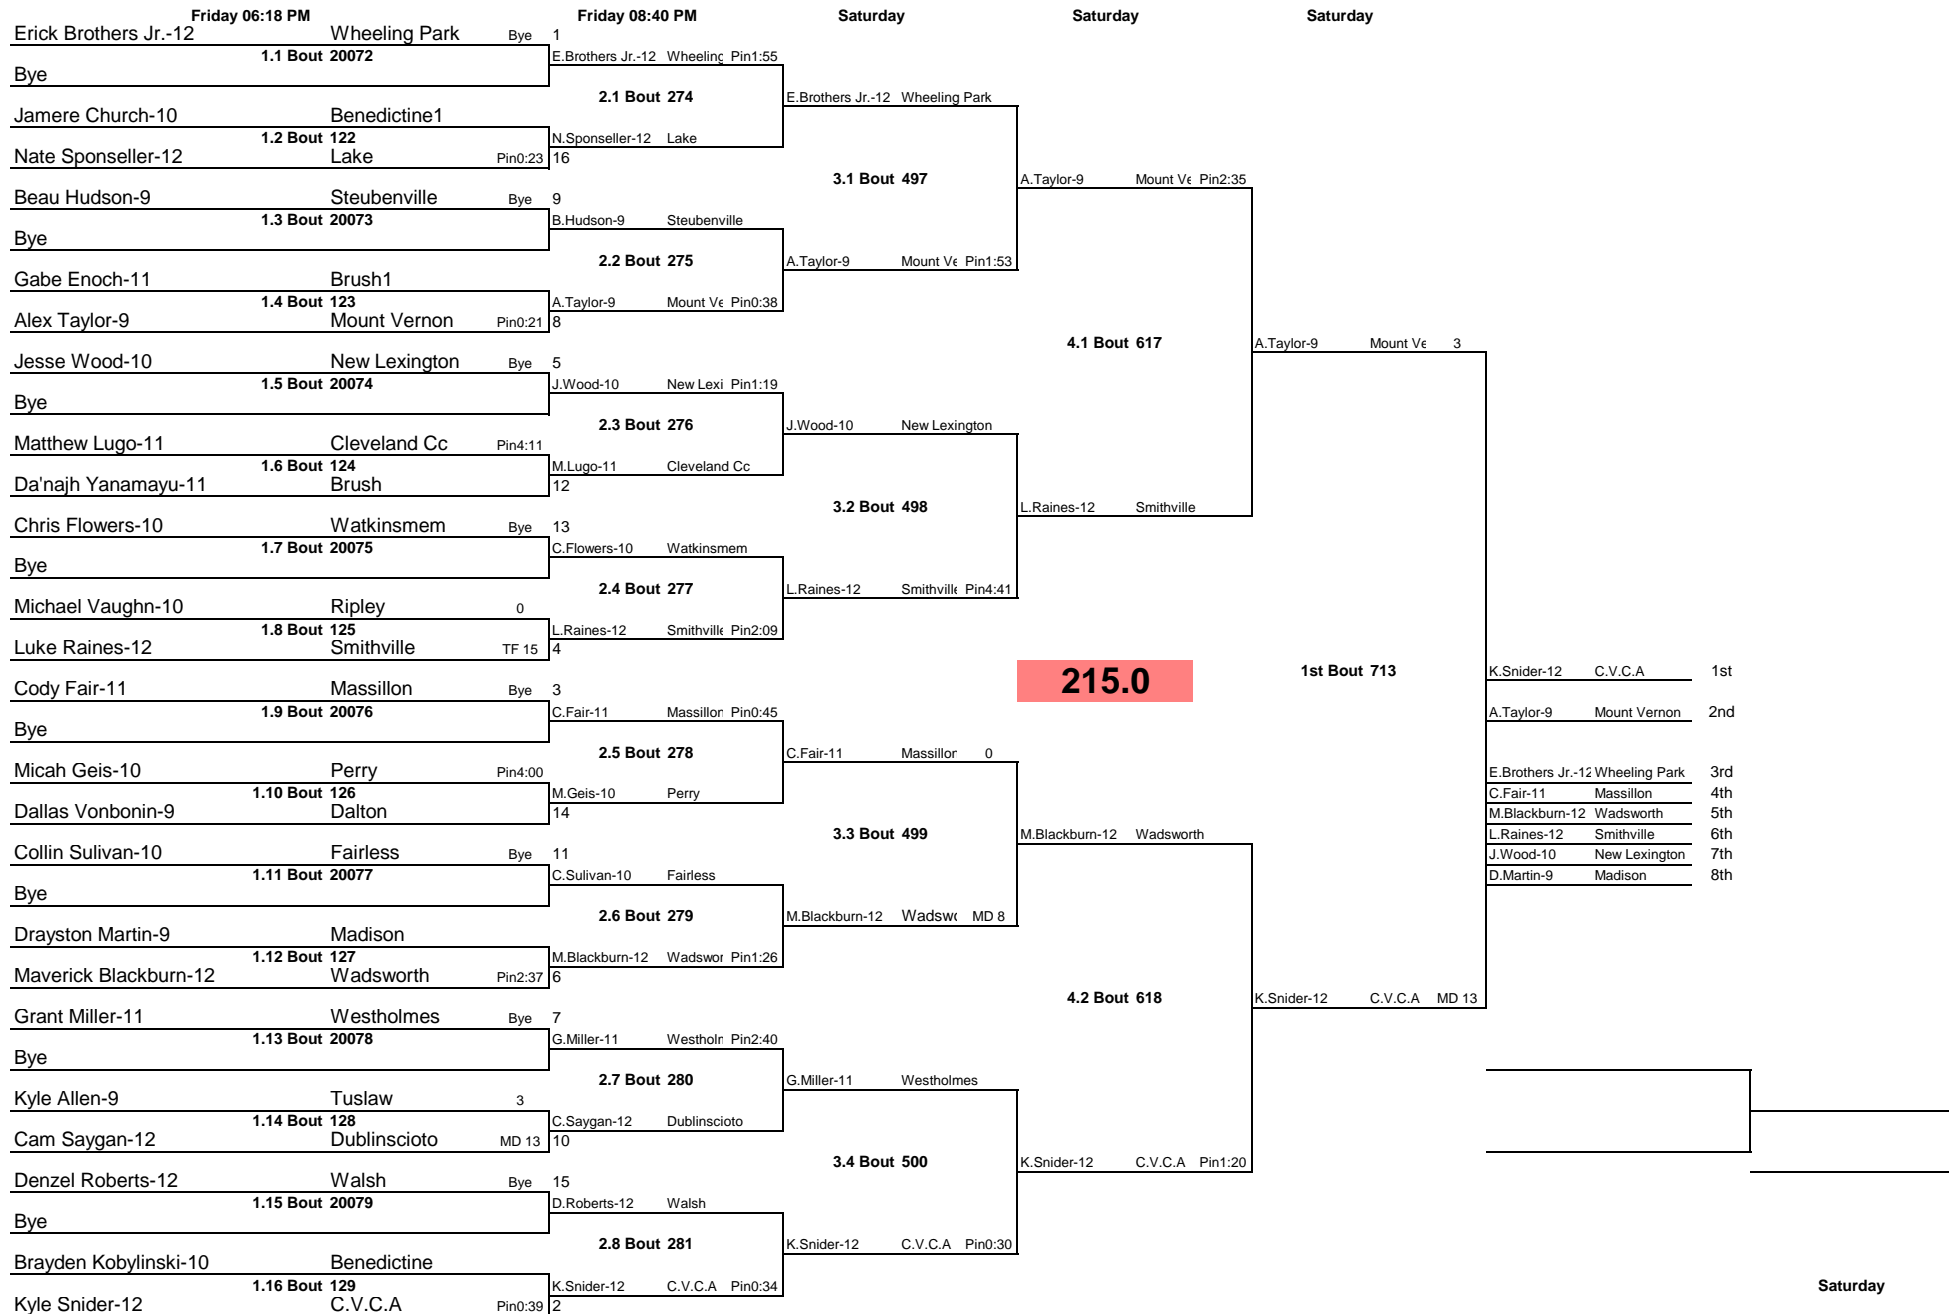 Friday 06:18 PM Friday 08:40 PM Saturday Saturday Saturday
Erick Brothers Jr.-12 Wheeling Park Bye 1
1.1 Bout 20072 E.Brothers Jr.-12 Wheeling Pin1:55
Bye
2.1 Bout 274 E.Brothers Jr.-12 Wheeling Park
Jamere Church-10 Benedictine1
1.2 Bout 122 N.Sponseller-12 Lake
Nate Sponseller-12 Lake Pin0:23 16
3.1 Bout 497 A.Taylor-9 Mount Ve Pin2:35
Beau Hudson-9 Steubenville Bye 9
1.3 Bout 20073 B.Hudson-9 Steubenville
Bye
2.2 Bout 275 A.Taylor-9 Mount Ve Pin1:53
Gabe Enoch-11 Brush1
1.4 Bout 123 A.Taylor-9 Mount Ve Pin0:38
Alex Taylor-9 Mount Vernon Pin0:21 8
4.1 Bout 617 A.Taylor-9 Mount Ve 3
Jesse Wood-10 New Lexington Bye 5
1.5 Bout 20074 J.Wood-10 New Lexi Pin1:19
Bye
2.3 Bout 276 J.Wood-10 New Lexington
Matthew Lugo-11 Cleveland Cc Pin4:11
1.6 Bout 124 M.Lugo-11 Cleveland Cc
Da'najh Yanamayu-11 Brush 12
3.2 Bout 498 L.Raines-12 Smithville
Chris Flowers-10 Watkinsmem Bye 13
1.7 Bout 20075 C.Flowers-10 Watkinsmem
Bye
2.4 Bout 277 L.Raines-12 Smithville Pin4:41
Michael Vaughn-10 Ripley 0
1.8 Bout 125 L.Raines-12 Smithville Pin2:09
Luke Raines-12 Smithville TF 15 4
215.0 1st Bout 713 K.Snider-12 C.V.C.A 1st
Cody Fair-11 Massillon Bye 3
1.9 Bout 20076 C.Fair-11 Massillon Pin0:45 A.Taylor-9 Mount Vernon 2nd
Bye
2.5 Bout 278 C.Fair-11 Massillon 0
Micah Geis-10 Perry Pin4:00 E.Brothers Jr.-12 Wheeling Park 3rd
1.10 Bout 126 M.Geis-10 Perry C.Fair-11 Massillon 4th
Dallas Vonbonin-9 Dalton 14 M.Blackburn-12 Wadsworth 5th
3.3 Bout 499 M.Blackburn-12 Wadsworth L.Raines-12 Smithville 6th
Collin Sulivan-10 Fairless Bye 11 J.Wood-10 New Lexington 7th
1.11 Bout 20077 C.Sulivan-10 Fairless D.Martin-9 Madison 8th
Bye
2.6 Bout 279 M.Blackburn-12 Wadswo MD 8
Drayston Martin-9 Madison
1.12 Bout 127 M.Blackburn-12 Wadswor Pin1:26
Maverick Blackburn-12 Wadsworth Pin2:37 6
4.2 Bout 618 K.Snider-12 C.V.C.A MD 13
Grant Miller-11 Westholmes Bye 7
1.13 Bout 20078 G.Miller-11 Westholm Pin2:40
Bye
2.7 Bout 280 G.Miller-11 Westholmes
Kyle Allen-9 Tuslaw 3
1.14 Bout 128 C.Saygan-12 Dublinscioto
Cam Saygan-12 Dublinscioto MD 13 10
3.4 Bout 500 K.Snider-12 C.V.C.A Pin1:20
Denzel Roberts-12 Walsh Bye 15
1.15 Bout 20079 D.Roberts-12 Walsh
Bye
2.8 Bout 281 K.Snider-12 C.V.C.A Pin0:30
Brayden Kobylinski-10 Benedictine
1.16 Bout 129 K.Snider-12 C.V.C.A Pin0:34 Saturday
Kyle Snider-12 C.V.C.A Pin0:39 2